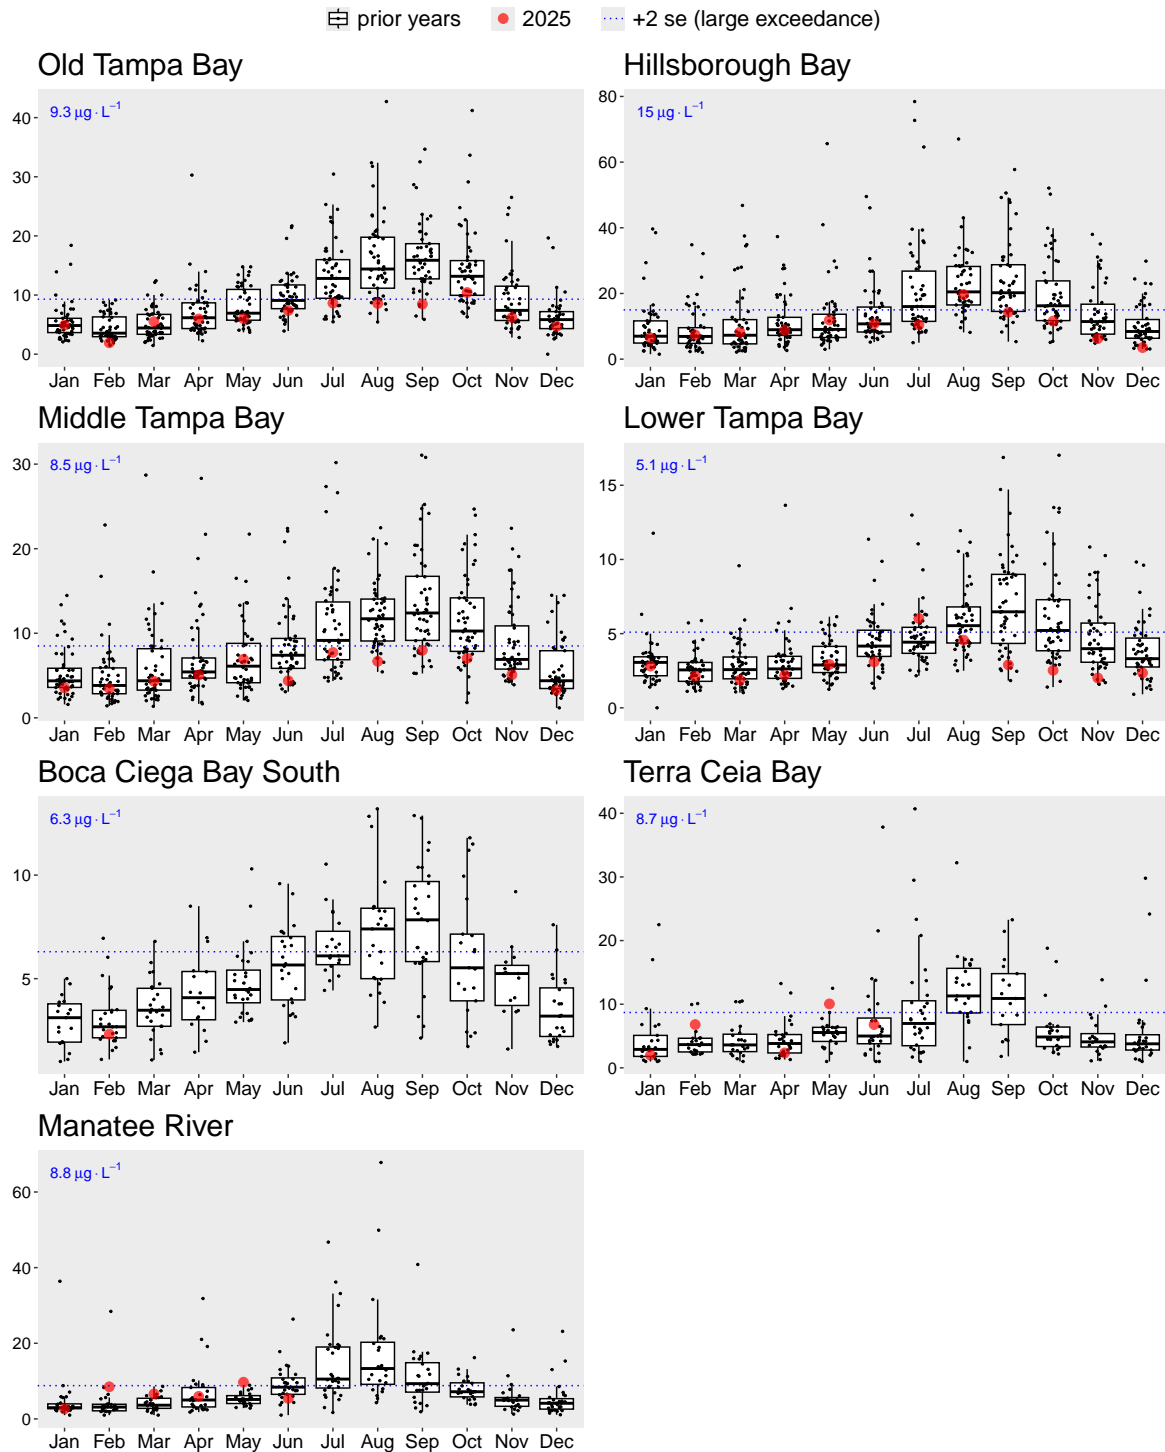 prior years 2025 +2 se (large exceedance)
Old Tampa Bay
9.3 μg · L⁻¹
40
30
20
10
0
Jan Feb Mar Apr May Jun Jul Aug Sep Oct Nov Dec
Hillsborough Bay
15 μg · L⁻¹
80
60
40
20
0
Jan Feb Mar Apr May Jun Jul Aug Sep Oct Nov Dec
Middle Tampa Bay
8.5 μg · L⁻¹
30
20
10
0
Jan Feb Mar Apr May Jun Jul Aug Sep Oct Nov Dec
Lower Tampa Bay
5.1 μg · L⁻¹
15
10
5
0
Jan Feb Mar Apr May Jun Jul Aug Sep Oct Nov Dec
Boca Ciega Bay South
6.3 μg · L⁻¹
10
5
Jan Feb Mar Apr May Jun Jul Aug Sep Oct Nov Dec
Terra Ceia Bay
8.7 μg · L⁻¹
40
30
20
10
0
Jan Feb Mar Apr May Jun Jul Aug Sep Oct Nov Dec
Manatee River
8.8 μg · L⁻¹
60
40
20
0
Jan Feb Mar Apr May Jun Jul Aug Sep Oct Nov Dec